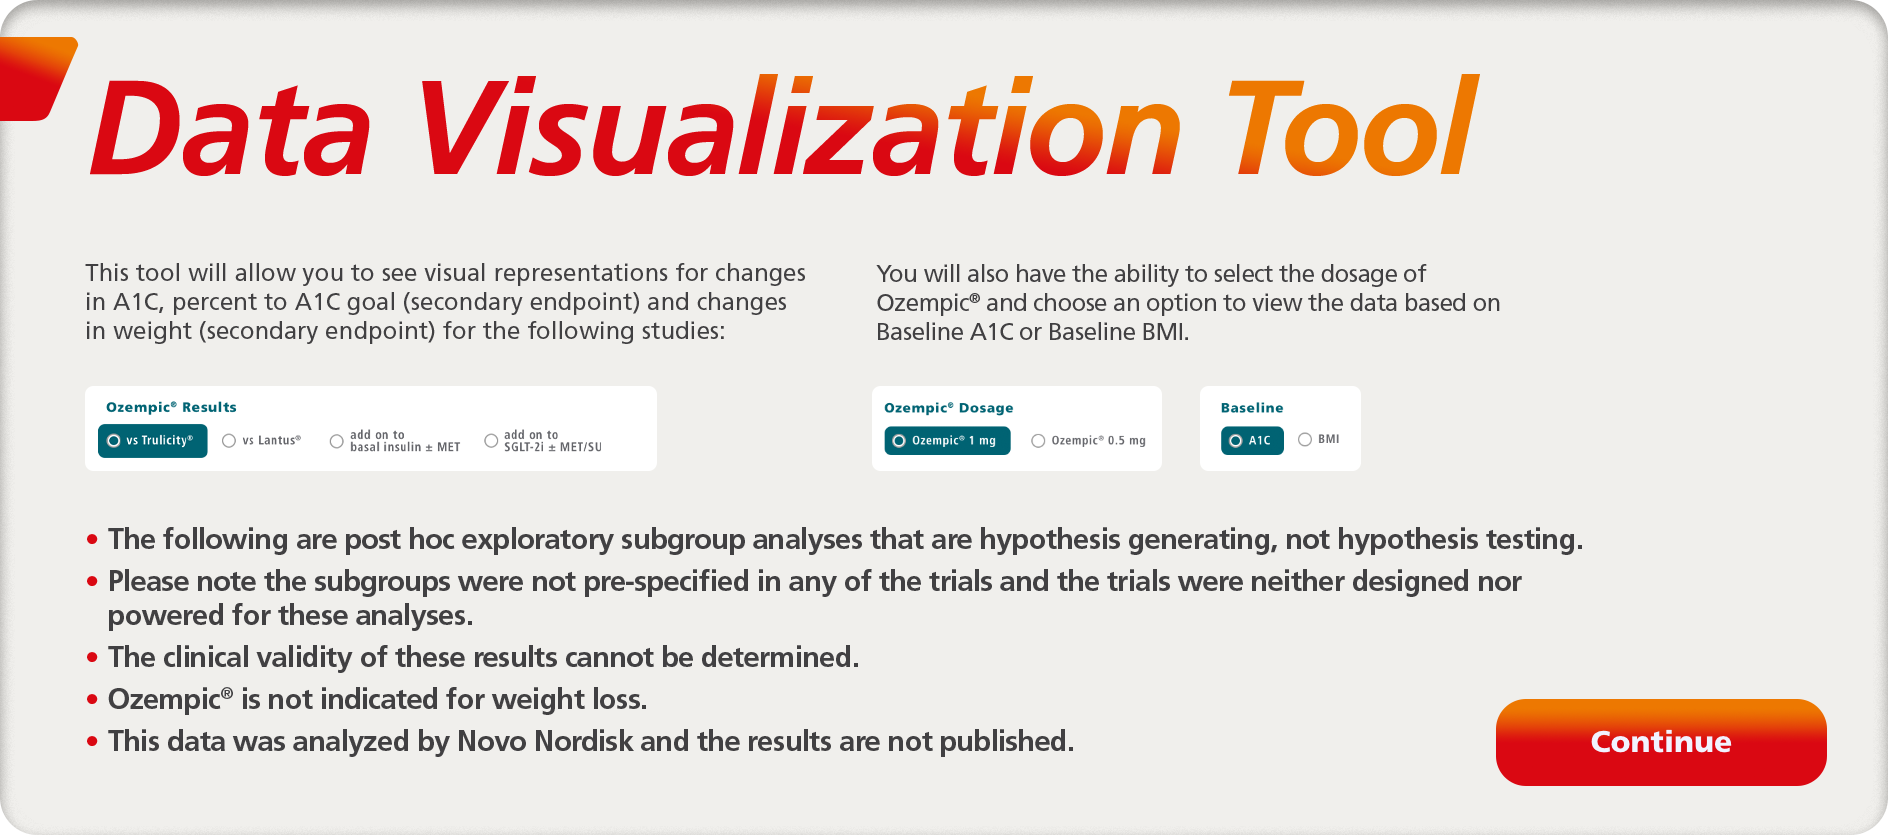 Data Visualization Tool
This tool will allow you to see visual representations for changes
in A1C, percent to A1C goal (secondary endpoint) and changes
in weight (secondary endpoint) for the following studies:
You will also have the ability to select the dosage of
Ozempic® and choose an option to view the data based on
Baseline A1C or Baseline BMI.
Ozempic® Results
vs Trulicity®
vs Lantus®
add on to
basal insulin ± MET
add on to
SGLT-2i ± MET/SU
Ozempic® Dosage
Ozempic® 1 mg
Ozempic® 0.5 mg
Baseline
A1C
BMI
• The following are post hoc exploratory subgroup analyses that are hypothesis generating, not hypothesis testing.
• Please note the subgroups were not pre-specified in any of the trials and the trials were neither designed nor
powered for these analyses.
• The clinical validity of these results cannot be determined.
• Ozempic® is not indicated for weight loss.
• This data was analyzed by Novo Nordisk and the results are not published.
Continue